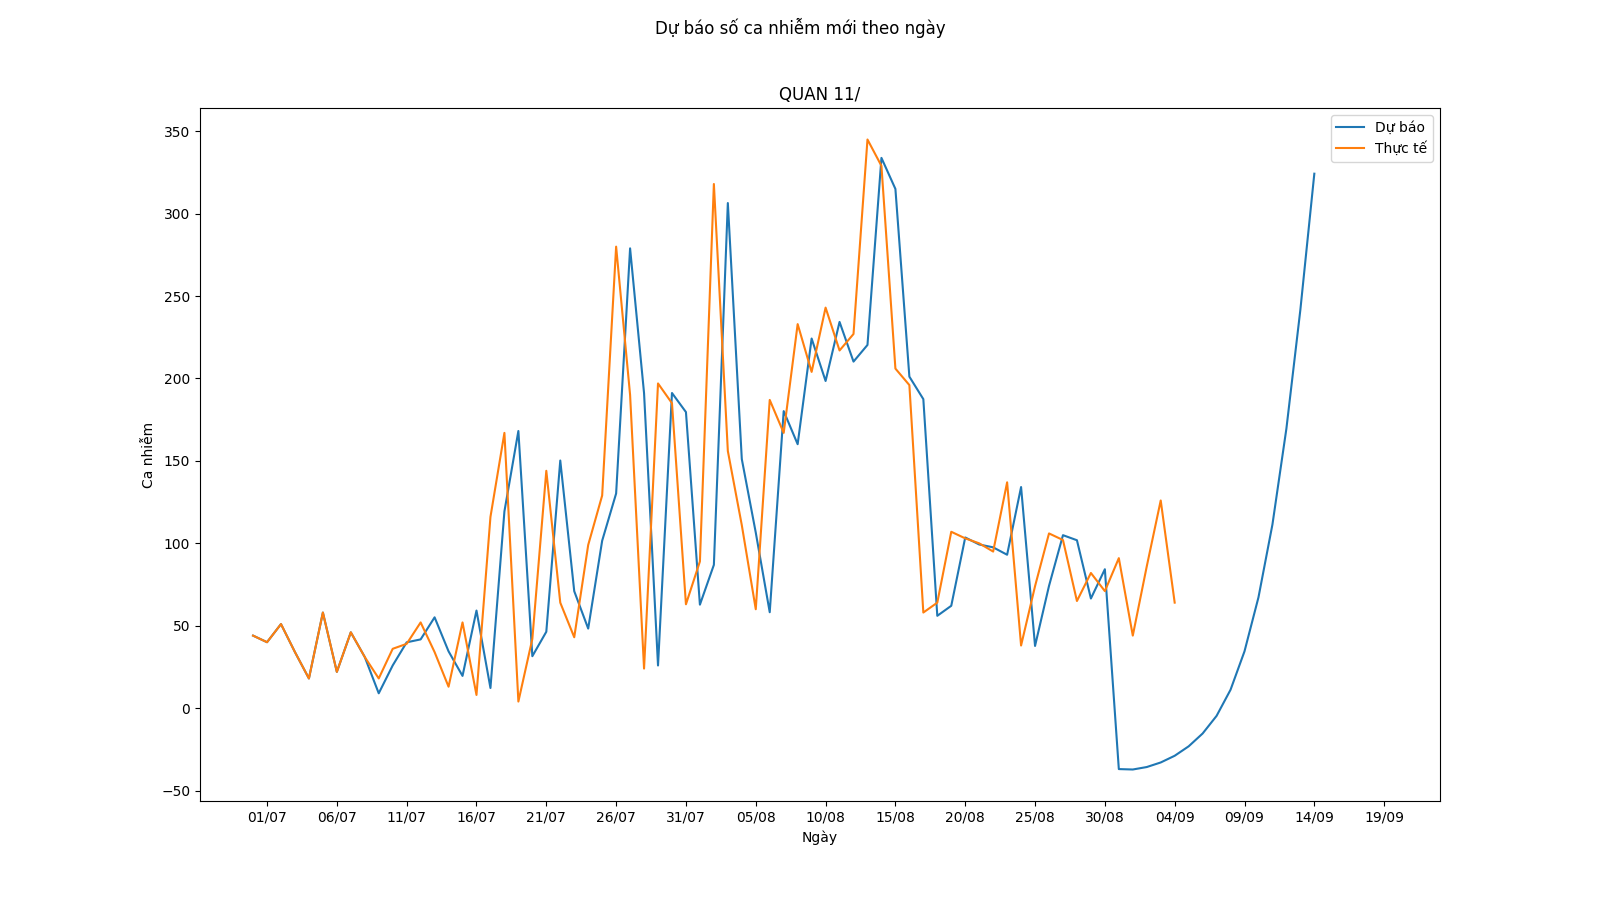 Dự báo số ca nhiễm mới theo ngày
QUAN 11/
Dự báo
Thực tế
350
300
250
200
150
100
50
0
−50
Ca nhiễm
01/07 06/07 11/07 16/07 21/07 26/07 31/07 05/08 10/08 15/08 20/08 25/08 30/08 04/09 09/09 14/09 19/09
Ngày